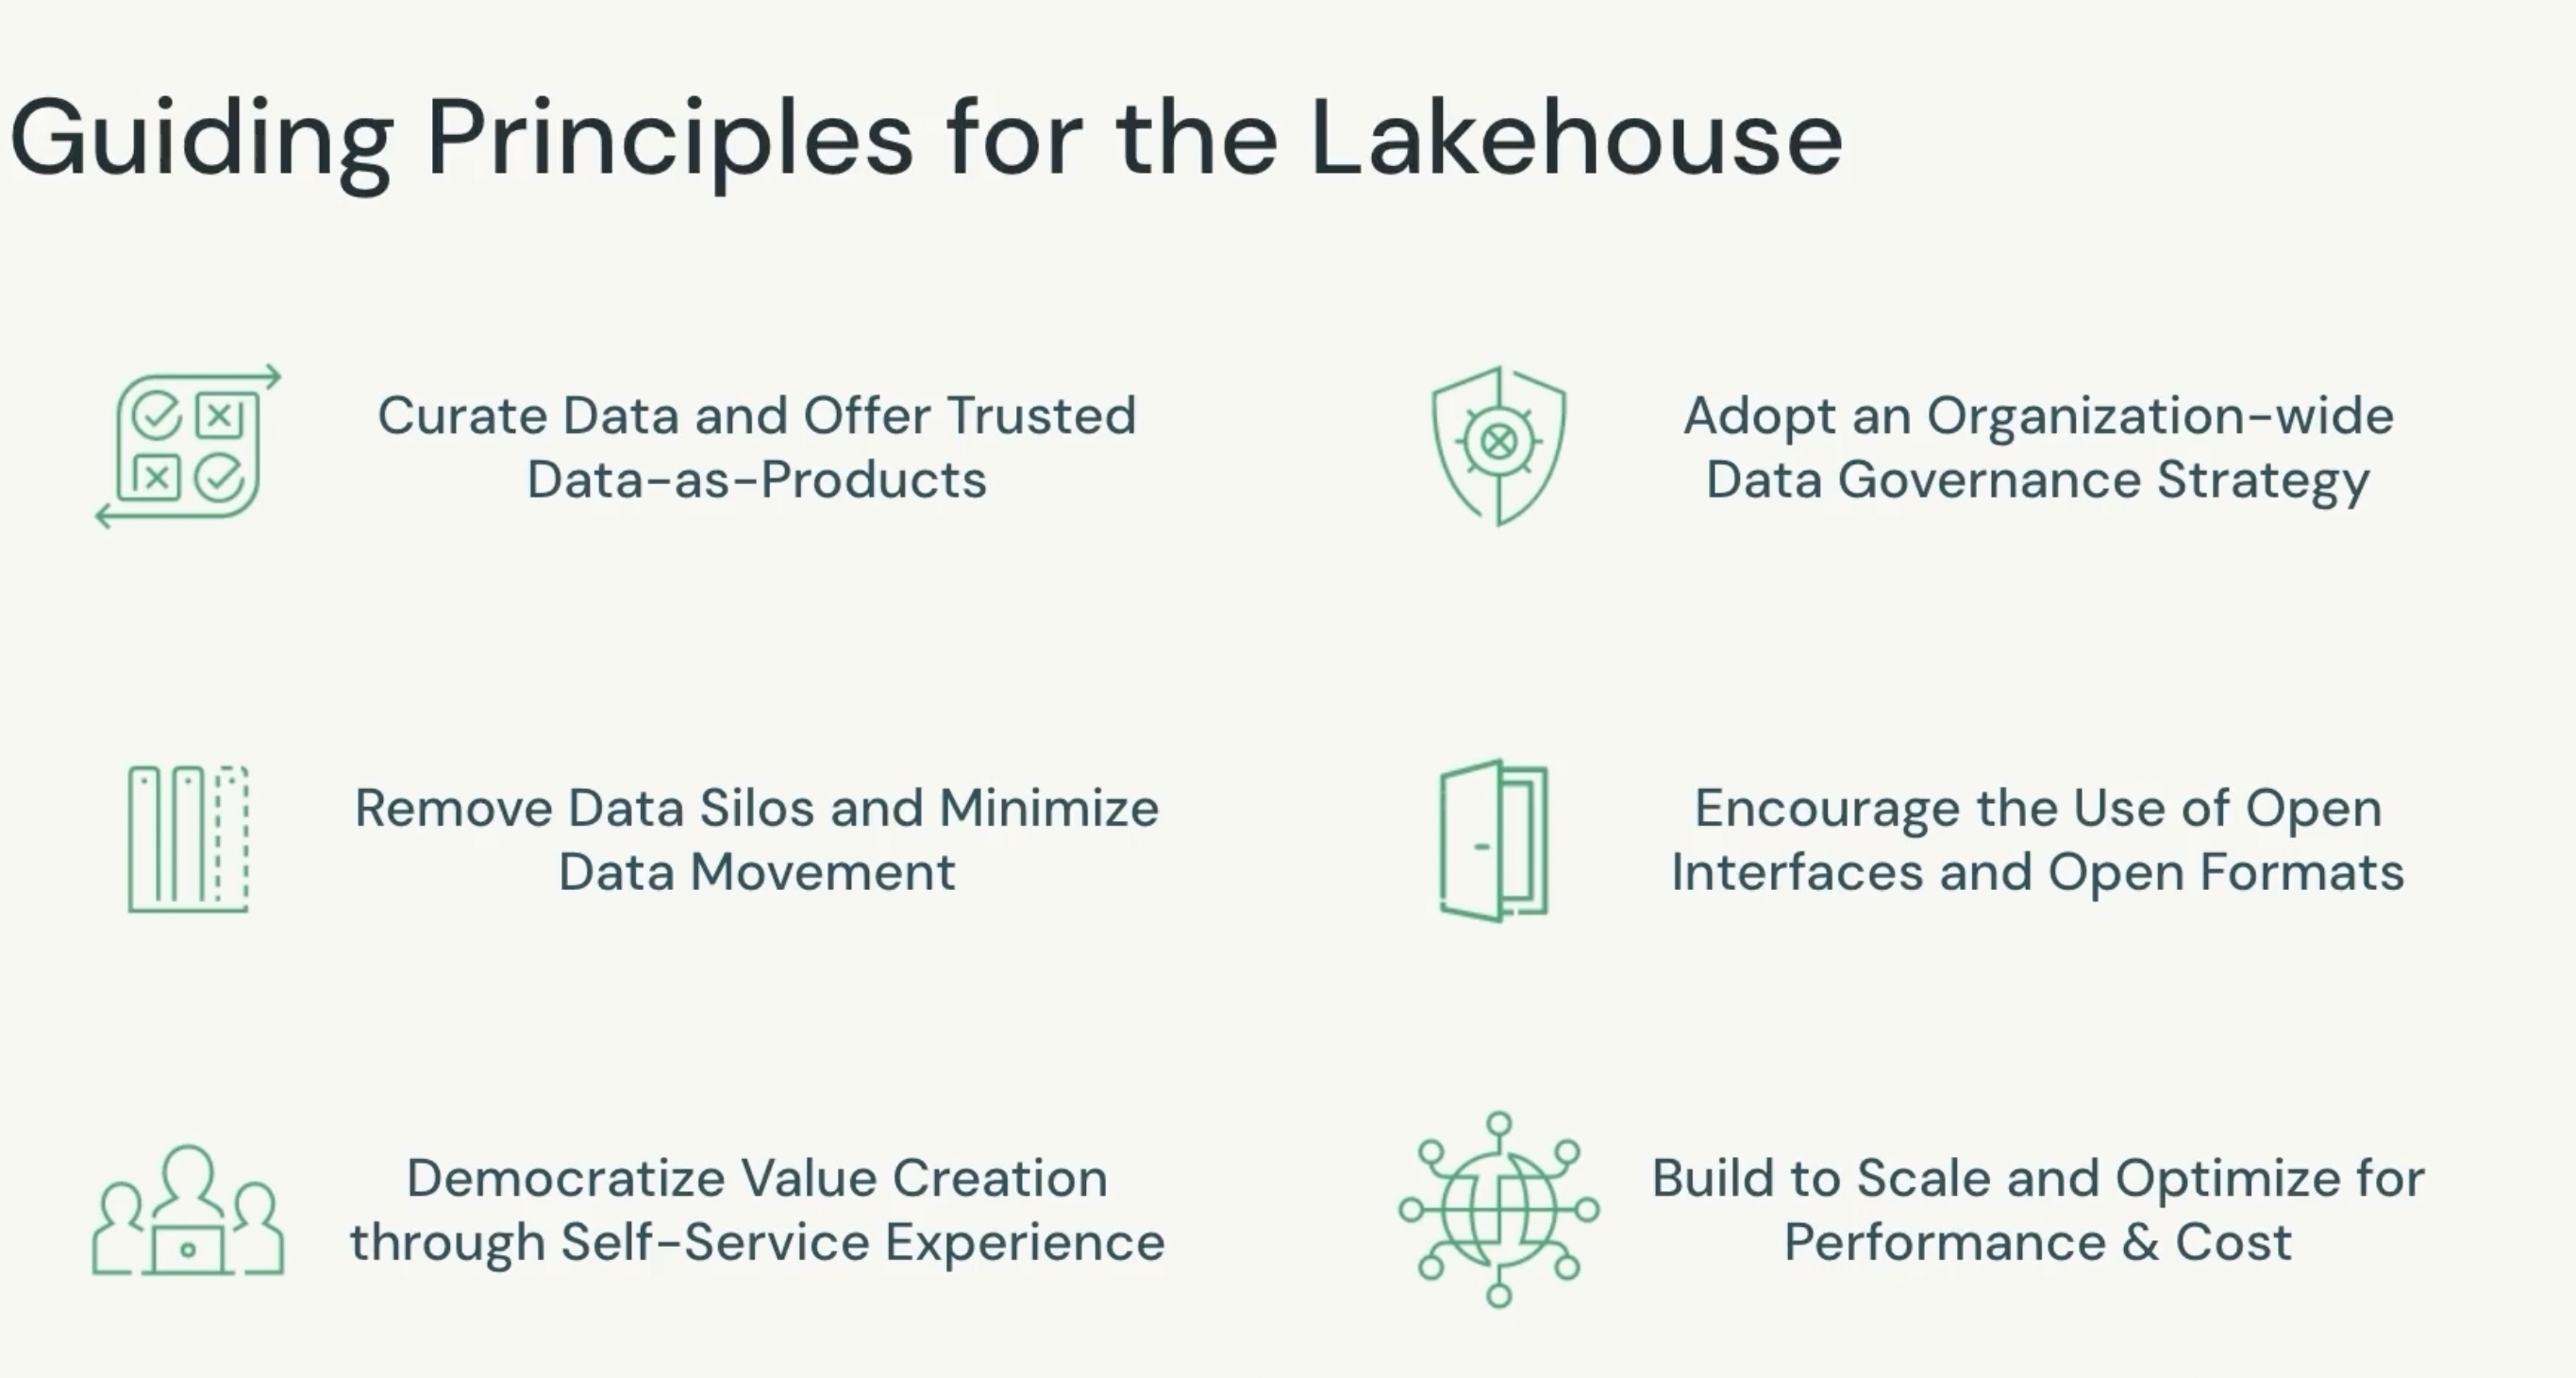 Guiding Principles for the Lakehouse
Curate Data and Offer Trusted
Data-as-Products
Adopt an Organization-wide
Data Governance Strategy
Remove Data Silos and Minimize
Data Movement
Encourage the Use of Open
Interfaces and Open Formats
Democratize Value Creation
through Self-Service Experience
Build to Scale and Optimize for
Performance & Cost